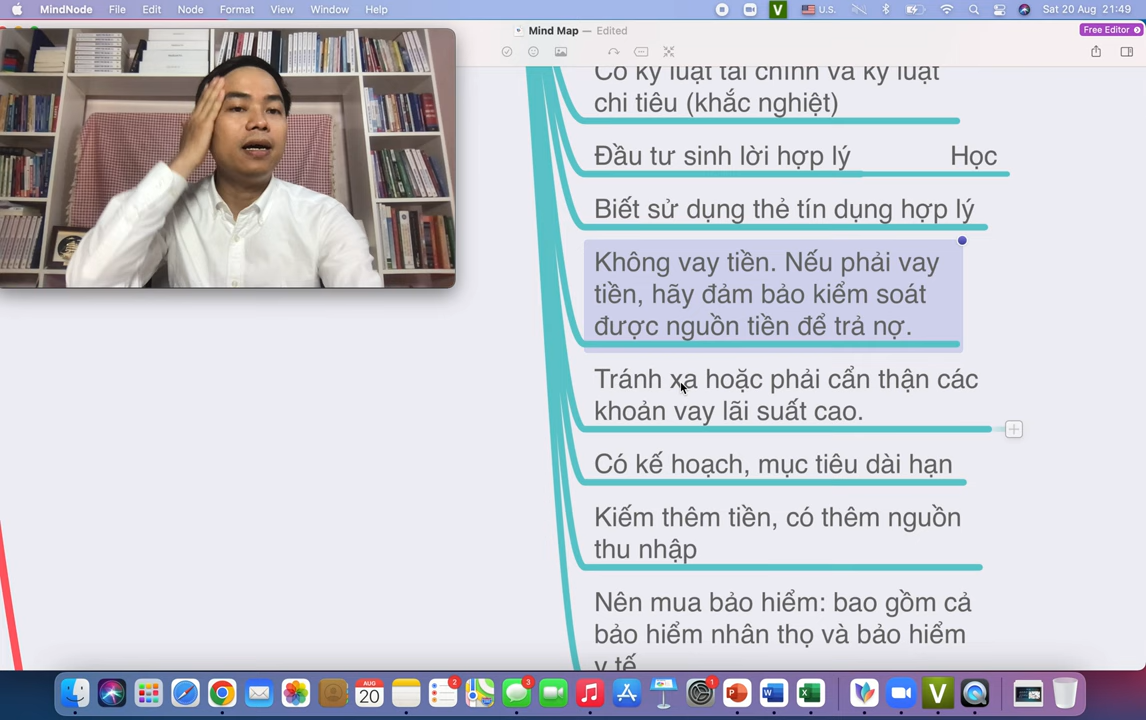 MindNode File Edit View Node Format Window Help
V U.S. Sat 20 Aug 21:49
Mind Map — Edited
Free Editor
Có kỷ luật tài chính và kỷ luật
chi tiêu (khắc nghiệt)
Đầu tư sinh lời hợp lý Học
Biết sử dụng thẻ tín dụng hợp lý
Không vay tiền. Nếu phải vay
tiền, hãy đảm bảo kiểm soát
được nguồn tiền để trả nợ.
Tránh xa hoặc phải cẩn thận các
khoản vay lãi suất cao.
Có kế hoạch, mục tiêu dài hạn
Kiếm thêm tiền, có thêm nguồn
thu nhập
Nên mua bảo hiểm: bao gồm cả
bảo hiểm nhân thọ và bảo hiểm
y tế
AUG
20
2
3
1
P
W
X
V